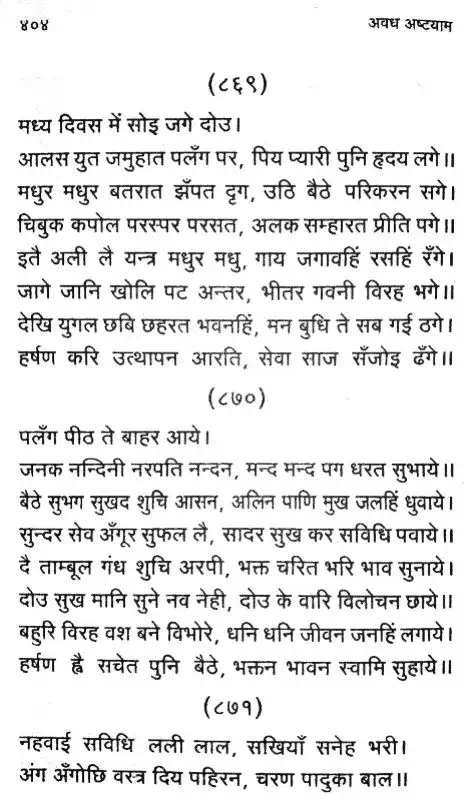 ४०४ अवध अष्टयाम
(८६९)
मध्य दिवस में सोइ जगे दोउ।
आलस युत जमुहात पलँग पर, पिय प्यारी पुनि हृदय लगे॥
मधुर मधुर बतरात झँपत दृग, उठि बैठे परिकरन सगे।
चिबुक कपोल परस्पर परसत, अलक सम्हारत प्रीति पगे॥
इतै अली लै यन्त्र मधुर मधु, गाय जगावहिं रसहिं रँगे।
जागे जानि खोलि पट अन्तर, भीतर गवनी विरह भगे॥
देखि युगल छबि छहरत भवनहिं, मन बुधि ते सब गई ठगे।
हर्षण करि उत्थापन आरति, सेवा साज सँजोइ ढँगे॥
(८७०)
पलँग पीठ ते बाहर आये।
जनक नन्दिनी नरपति नन्दन, मन्द मन्द पग धरत सुभाये॥
बैठे सुभग सुखद शुचि आसन, अलिन पाणि मुख जलहिं धुवाये।
सुन्दर सेव अँगूर सुफल लै, सादर सुख कर सविधि पवाये॥
दै ताम्बूल गंध शुचि अरपी, भक्त चरित भरि भाव सुनाये।
दोउ सुख मानि सुने नव नेही, दोउ के वारि विलोचन छाये॥
बहुरि विरह वश बने विभोरे, धनि धनि जीवन जनहिं लगाये।
हर्षण ह्वै सचेत पुनि बैठे, भक्तन भावन स्वामि सुहाये॥
(८७१)
नहवाई सविधि लली लाल, सखियाँ सनेह भरी।
अंग अँगोछि वस्त्र दिय पहिरन, चरण पादुका बाल॥